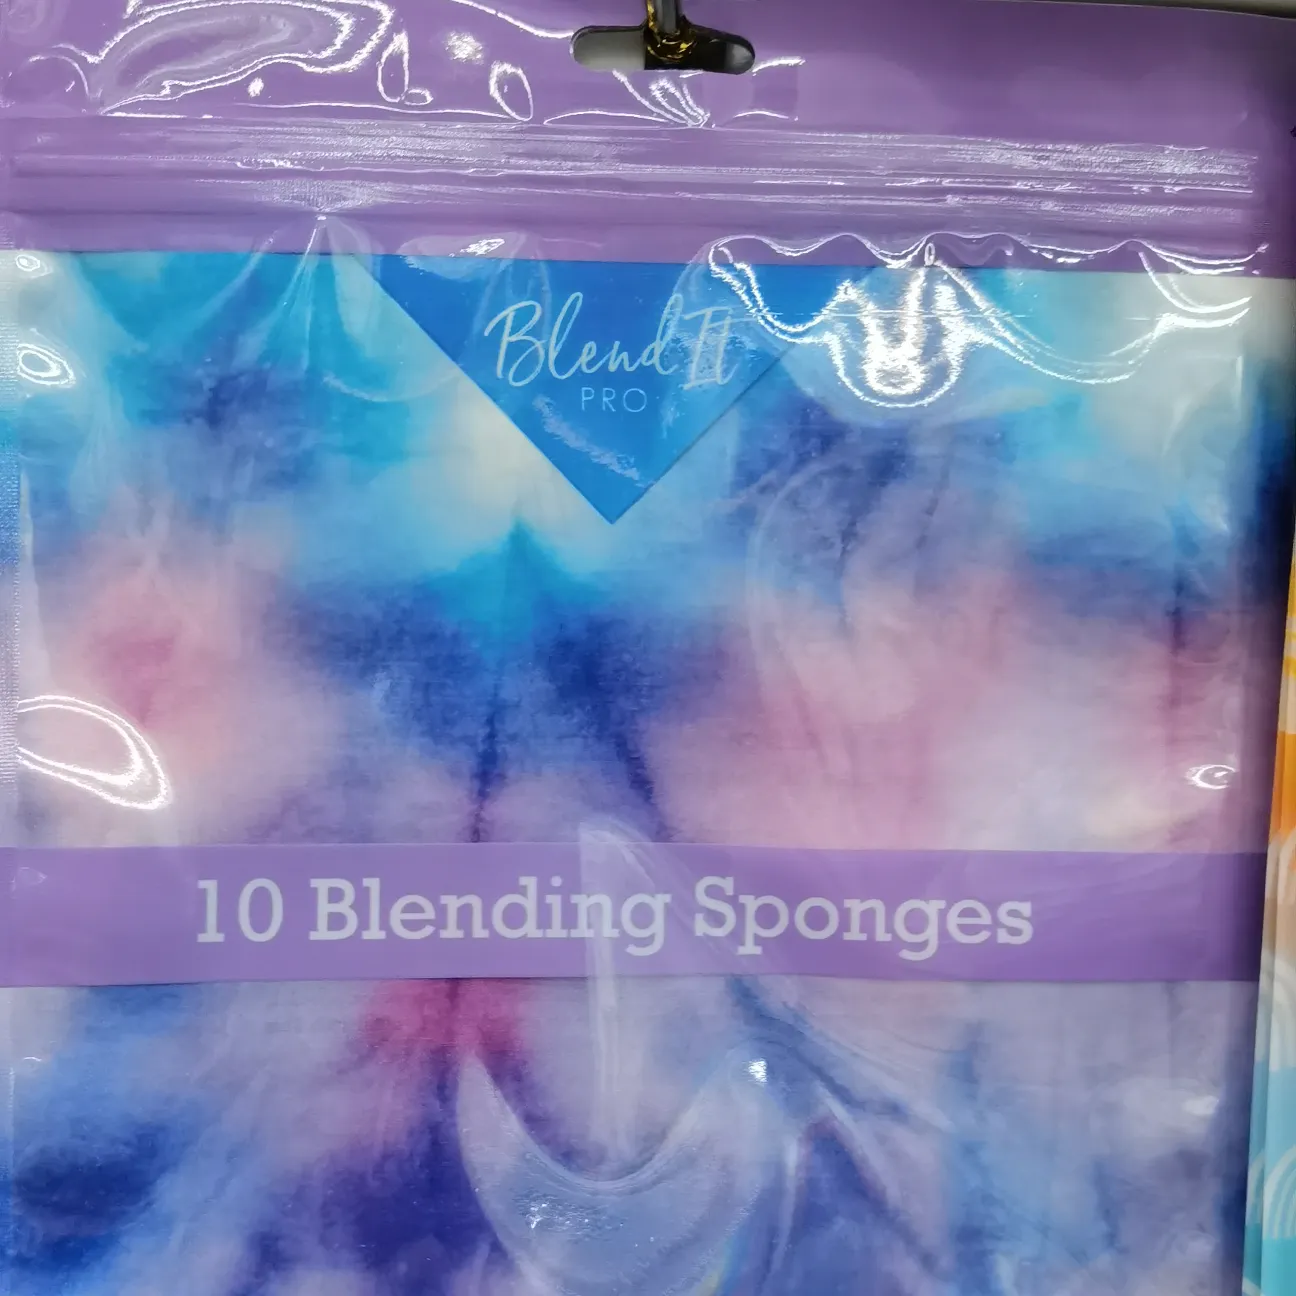 Blend It
PRO
10 Blending Sponges